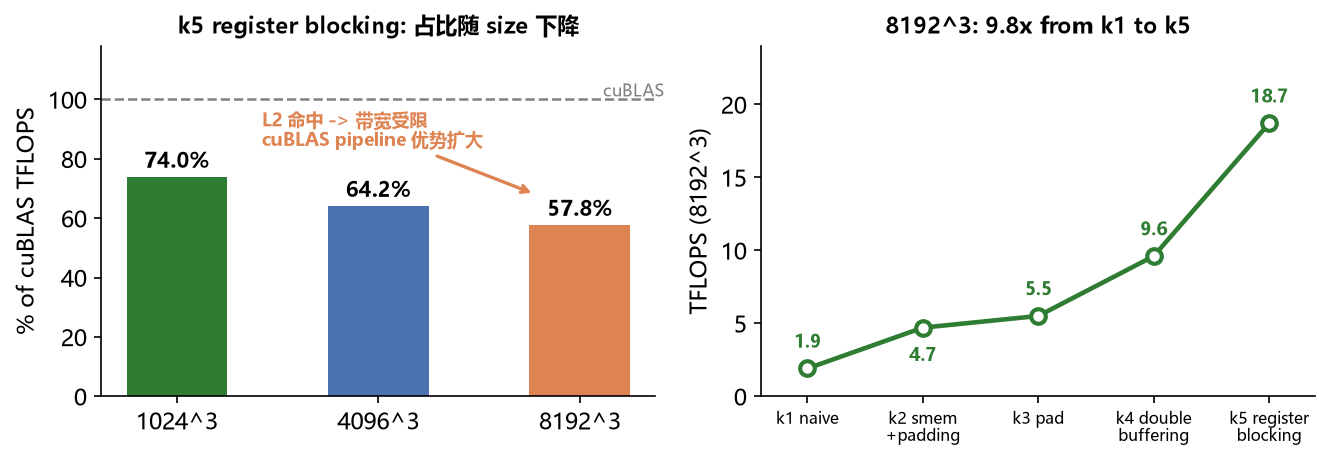 k5 register blocking: 占比随 size 下降
% of cuBLAS TFLOPS
100
80
60
40
20
0
cuBLAS
L2 命中 -> 带宽受限
cuBLAS pipeline 优势扩大
74.0%
64.2%
57.8%
1024^3
4096^3
8192^3
8192^3: 9.8x from k1 to k5
TFLOPS (8192^3)
20
15
10
5
0
1.9
4.7
5.5
9.6
18.7
k1 naive
k2 smem
+padding
k3 pad
k4 double
buffering
k5 register
blocking